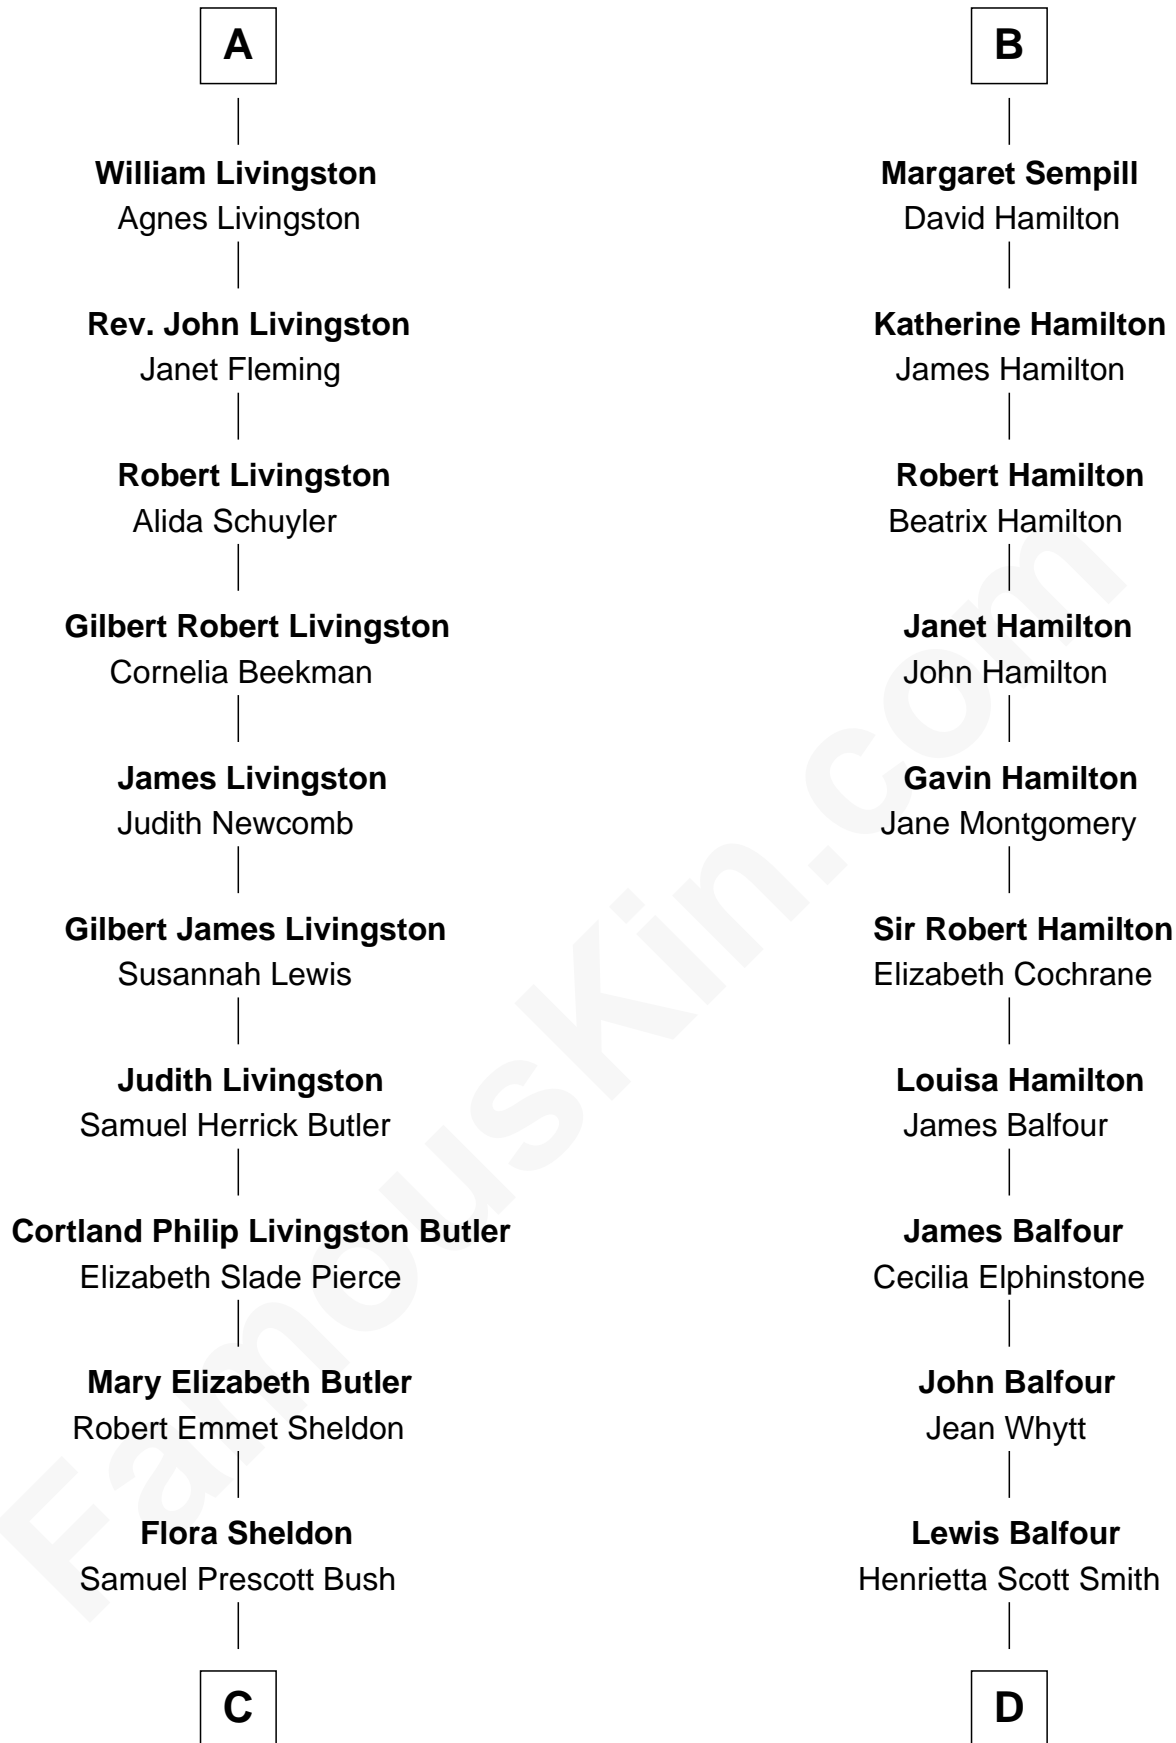 A
William Livingston
Agnes Livingston
Rev. John Livingston
Janet Fleming
Robert Livingston
Alida Schuyler
Gilbert Robert Livingston
Cornelia Beekman
James Livingston
Judith Newcomb
Gilbert James Livingston
Susannah Lewis
Judith Livingston
Samuel Herrick Butler
Cortland Philip Livingston Butler
Elizabeth Slade Pierce
Mary Elizabeth Butler
Robert Emmet Sheldon
Flora Sheldon
Samuel Prescott Bush
C
B
Margaret Sempill
David Hamilton
Katherine Hamilton
James Hamilton
Robert Hamilton
Beatrix Hamilton
Janet Hamilton
John Hamilton
Gavin Hamilton
Jane Montgomery
Sir Robert Hamilton
Elizabeth Cochrane
Louisa Hamilton
James Balfour
James Balfour
Cecilia Elphinstone
John Balfour
Jean Whytt
Lewis Balfour
Henrietta Scott Smith
D
FamousKin.com